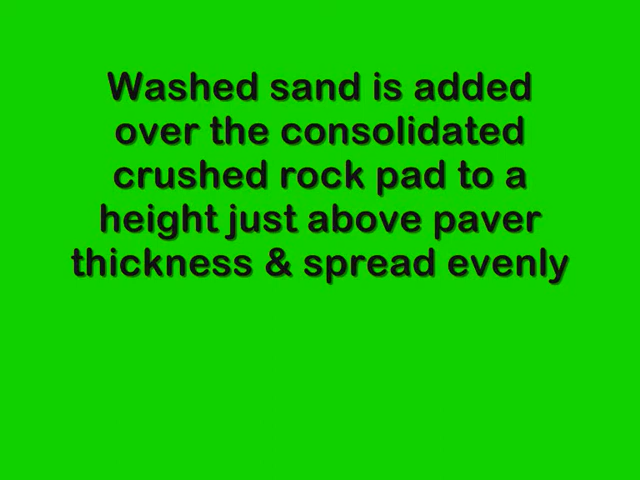 Washed sand is added
over the consolidated
crushed rock pad to a
height just above paver
thickness & spread evenly